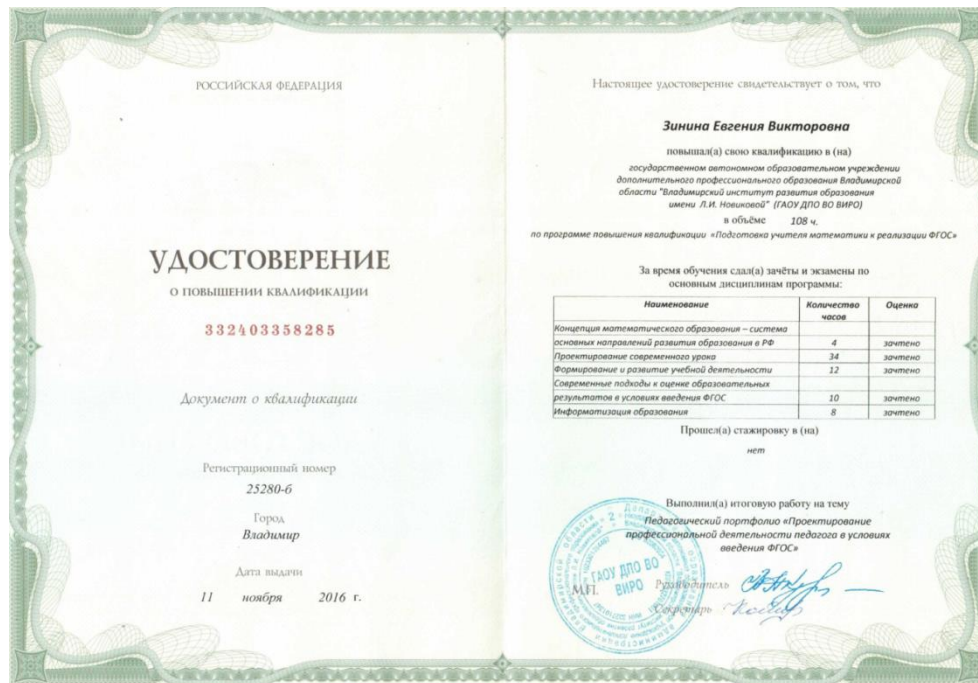 РОССИЙСКАЯ ФЕДЕРАЦИЯ
УДОСТОВЕРЕНИЕ
О ПОВЫШЕНИИ КВАЛИФИКАЦИИ
332403358285
Документ о квалификации
Регистрационный номер
25280-б
Город
Владимир
Дата выдачи
11 ноября 2016 г.
Настоящее удостоверение свидетельствует о том, что
Зинина Евгения Викторовна
повышал(а) свою квалификацию в (на)
государственном автономном образовательном учреждении
дополнительного профессионального образования Владимирской
области "Владимирский институт развития образования
имени Л.И. Новиковой" (ГАОУ ДПО ВО ВИРО)
в объёме 108 ч.
по программе повышения квалификации «Подготовка учителя математики к реализации ФГОС»
За время обучения сдал(а) зачёты и экзамены по
основным дисциплинам программы:
Наименование Количество часов Оценка
Концепция математического образования – система
основных направлений развития образования в РФ 4 зачтено
Проектирование современного урока 34 зачтено
Формирование и развитие учебной деятельности 12 зачтено
Современные подходы к оценке образовательных
результатов в условиях введения ФГОС 10 зачтено
Информатизация образования 8 зачтено
Прошел(а) стажировку в (на)
нет
Выполнил(а) итоговую работу на тему
Педагогический портфолио «Проектирование
профессиональной деятельности педагога в условиях
введения ФГОС»
ГАОУ ДПО ВО
ВИРО
М.П.
Руководитель
Секретарь